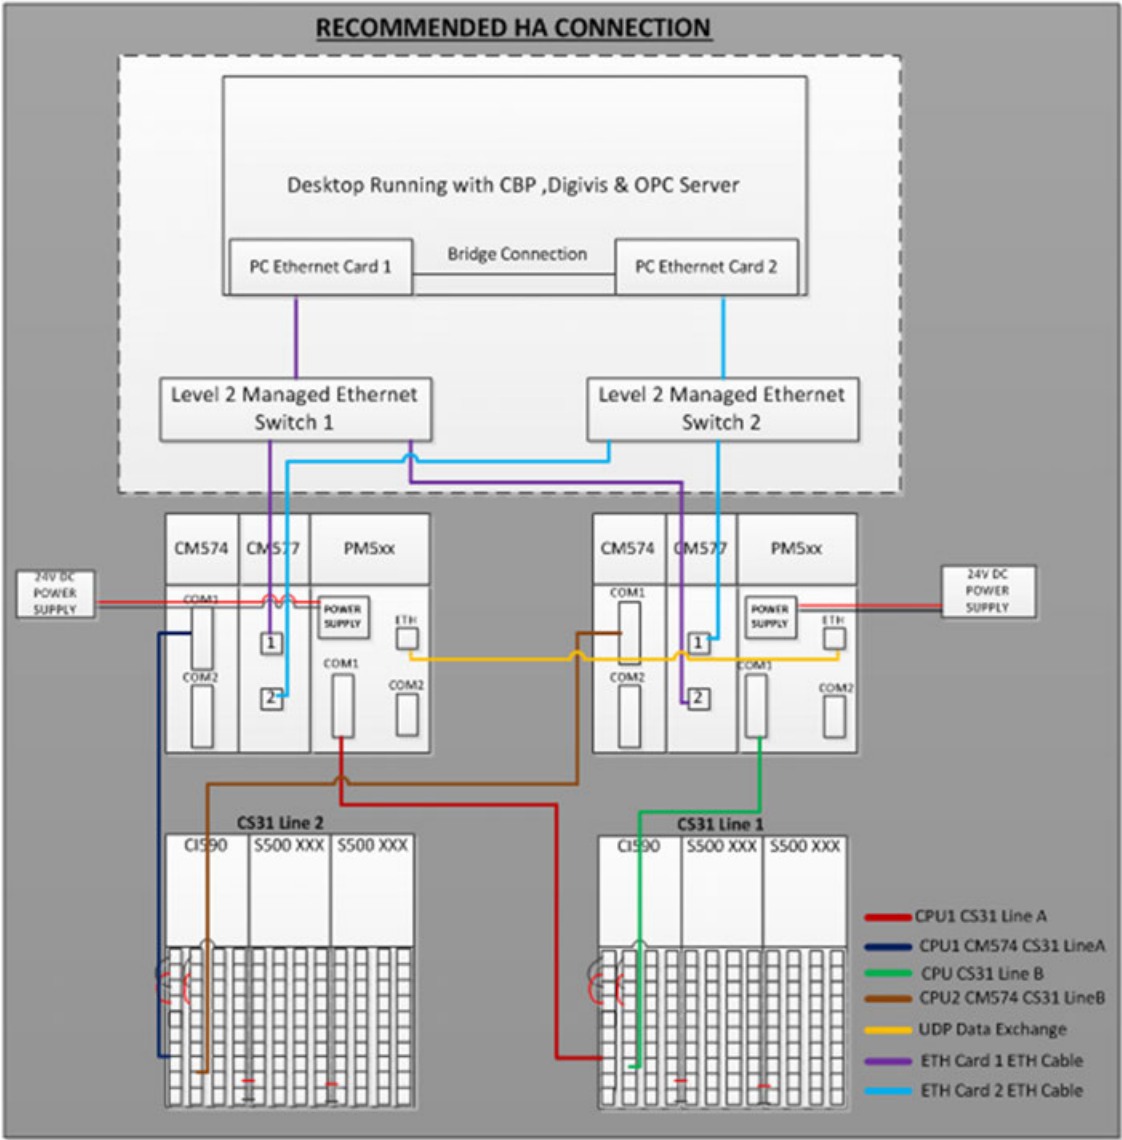 RECOMMENDED HA CONNECTION
Desktop Running with CBP ,Digivis & OPC Server
PC Ethernet Card 1
Bridge Connection
PC Ethernet Card 2
Level 2 Managed Ethernet
Switch 1
Level 2 Managed Ethernet
Switch 2
CM574
CM577
PM5xx
24V DC
POWER
SUPPLY
COM1
COM2
1
2
POWER
SUPPLY
COM1
ETH
COM2
CM574
CM577
PM5xx
COM1
COM2
1
2
POWER
SUPPLY
COM1
ETH
COM2
24V DC
POWER
SUPPLY
CS31 Line 2
CI590
S500 XXX
S500 XXX
CS31 Line 1
CI590
S500 XXX
S500 XXX
CPU1 CS31 Line A
CPU1 CM574 CS31 LineA
CPU CS31 Line B
CPU2 CM574 CS31 LineB
UDP Data Exchange
ETH Card 1 ETH Cable
ETH Card 2 ETH Cable